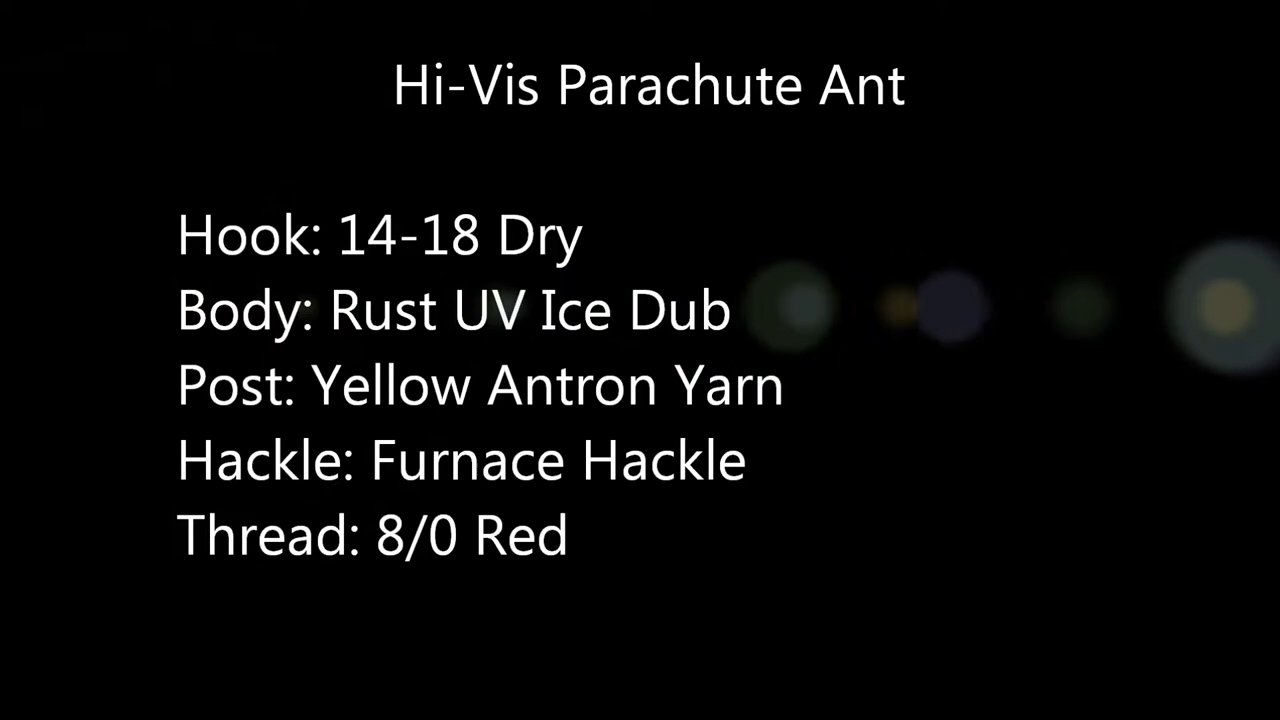 Hi-Vis Parachute Ant
Hook: 14-18 Dry
Body: Rust UV Ice Dub
Post: Yellow Antron Yarn
Hackle: Furnace Hackle
Thread: 8/0 Red